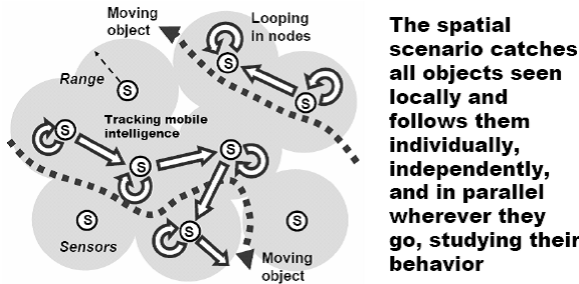 Moving
object
Looping
in nodes
Range
S
S
S
Tracking mobile
intelligence
S
S
S
S
S
S
Sensors
Moving
object
The spatial
scenario catches
all objects seen
locally and
follows them
individually,
independently,
and in parallel
wherever they
go, studying their
behavior